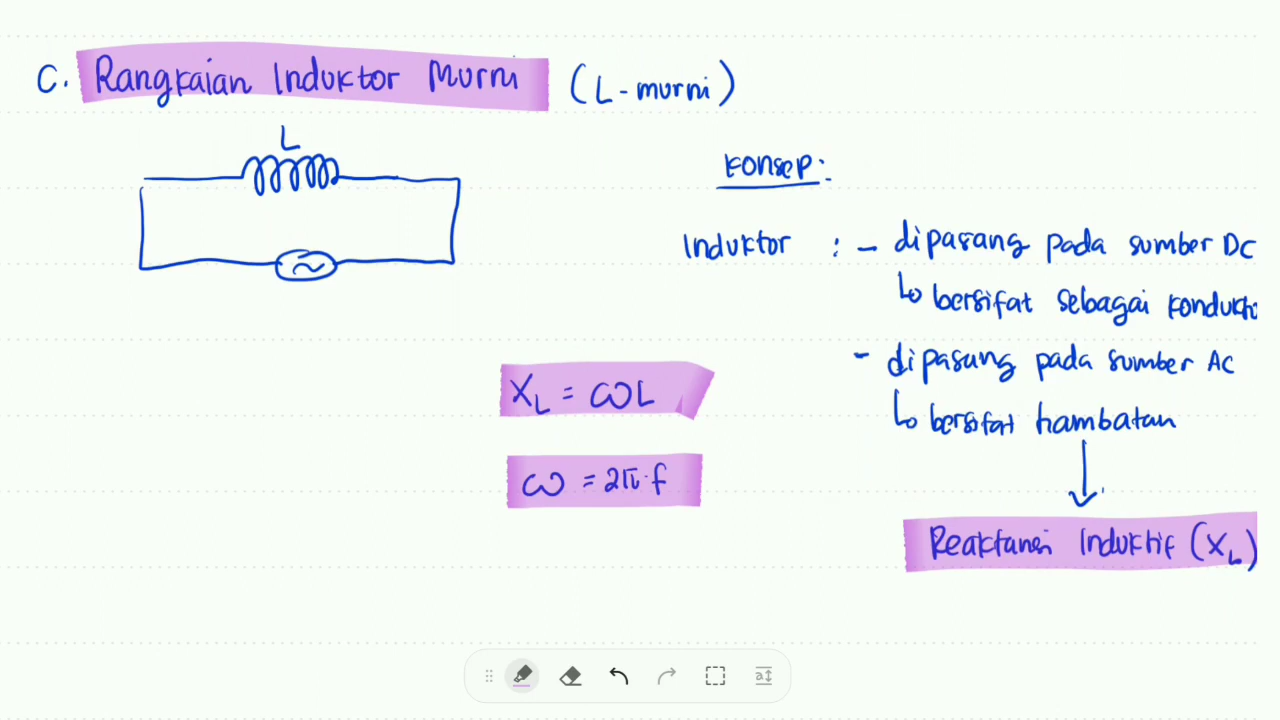 C. Rangkaian Induktor Murni (L-murni)
L
Konsep:
Induktor : - dipasang pada sumber DC
↳ bersifat sebagai kondukto
- dipasang pada sumber AC
↳ bersifat hambatan
X_L = ωL
ω = 2π·f
Reaktansi Induktif (X_L)